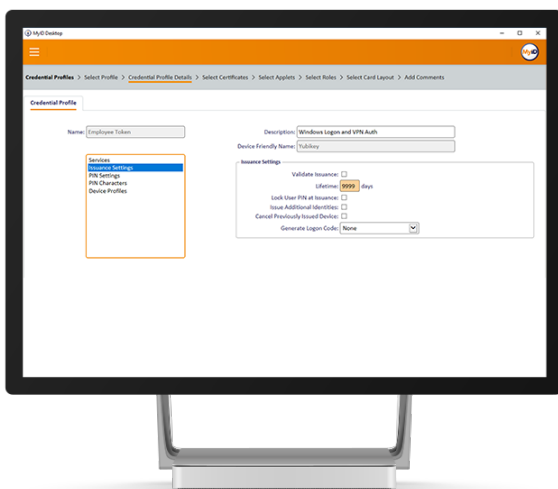 MyID Desktop
MyID
Credential Profiles > Select Profile > Credential Profile Details > Select Certificates > Select Applets > Select Roles > Select Card Layout > Add Comments
Credential Profile
Name: Employee Token
Description: Windows Logon and VPN Auth
Device Friendly Name: Yubikey
Services
Issuance Settings
PIN Settings
PIN Characters
Device Profiles
Issuance Settings
Validate Issuance:
Lifetime: 9999 days
Lock User PIN at Issuance:
Issue Additional Identities:
Cancel Previously Issued Device:
Generate Logon Code: None